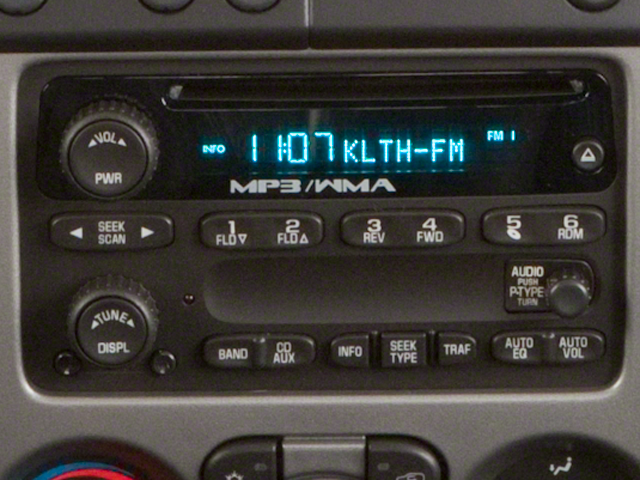 VOL
PWR
INFO 11:07 KLTH-FM FM 1
MP3/WMA
SEEK
SCAN
1
FLD
2
FLD
3
REV
4
FWD
5
6
RDM
TUNE
DISPL
AUDIO
PUSH
P-TYPE
TURN
BAND
CD
AUX
INFO
SEEK
TYPE
TRAF
AUTO
EQ
AUTO
VOL